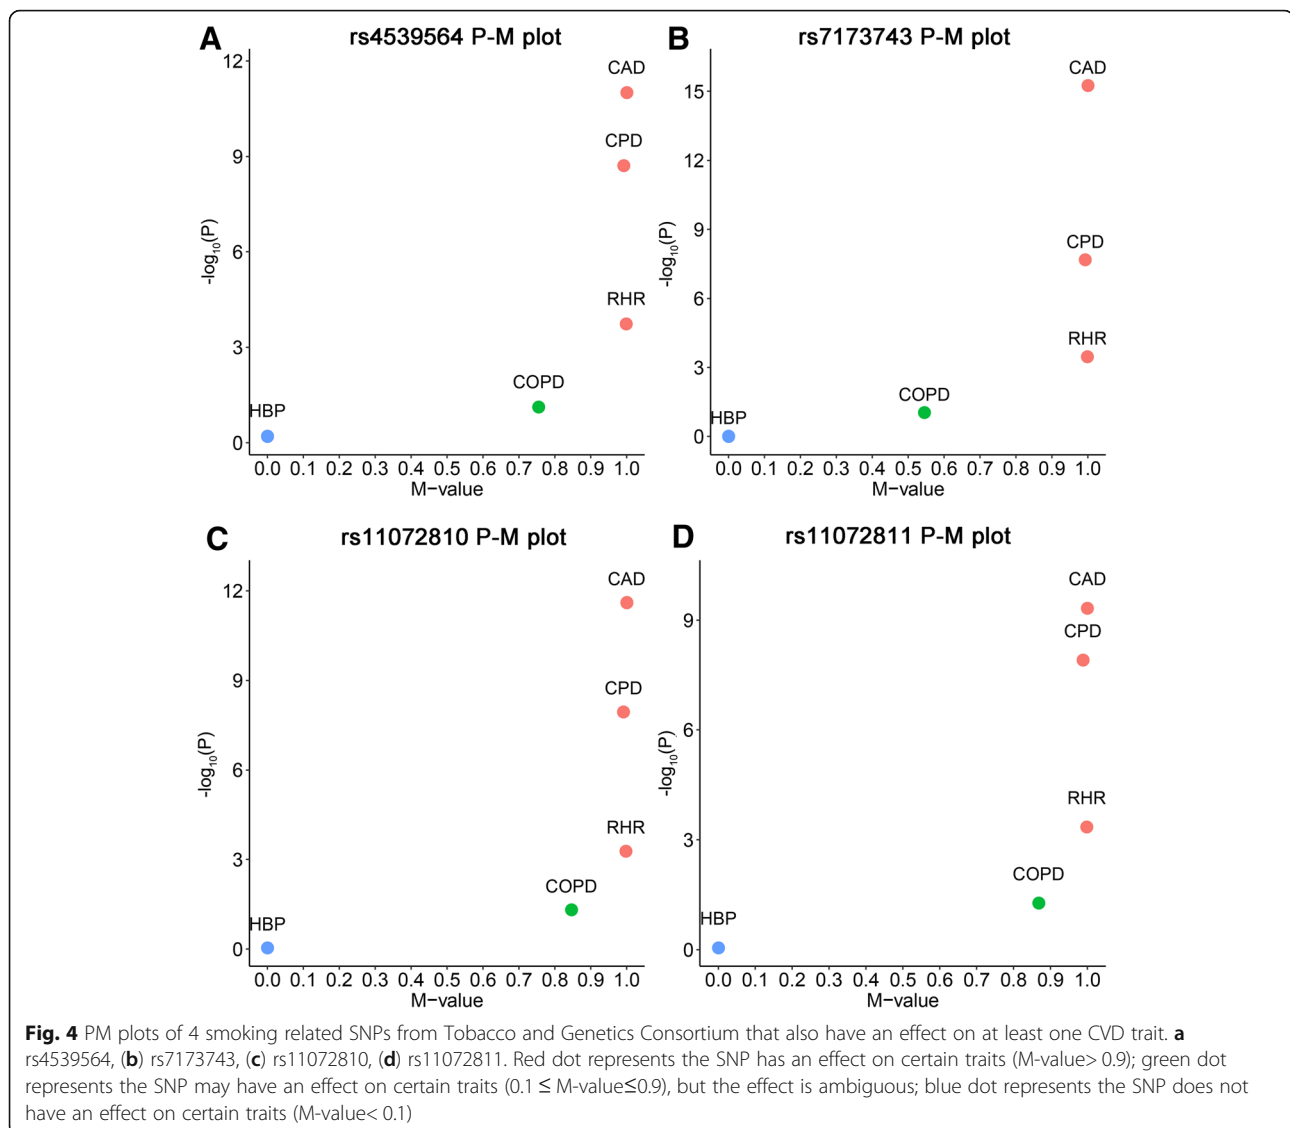 A
rs4539564 P-M plot
12
9
6
3
0
-log10(P)
CAD
CPD
RHR
COPD
HBP
0.0 0.1 0.2 0.3 0.4 0.5 0.6 0.7 0.8 0.9 1.0
M−value
B
rs7173743 P-M plot
15
12
9
6
3
0
-log10(P)
CAD
CPD
RHR
COPD
HBP
0.0 0.1 0.2 0.3 0.4 0.5 0.6 0.7 0.8 0.9 1.0
M−value
C
rs11072810 P-M plot
12
9
6
3
0
-log10(P)
CAD
CPD
RHR
COPD
HBP
0.0 0.1 0.2 0.3 0.4 0.5 0.6 0.7 0.8 0.9 1.0
M−value
D
rs11072811 P-M plot
9
6
3
0
-log10(P)
CAD
CPD
RHR
COPD
HBP
0.0 0.1 0.2 0.3 0.4 0.5 0.6 0.7 0.8 0.9 1.0
M−value
Fig. 4 PM plots of 4 smoking related SNPs from Tobacco and Genetics Consortium that also have an effect on at least one CVD trait. a
rs4539564, (b) rs7173743, (c) rs11072810, (d) rs11072811. Red dot represents the SNP has an effect on certain traits (M-value> 0.9); green dot
represents the SNP may have an effect on certain traits (0.1 ≤ M-value≤0.9), but the effect is ambiguous; blue dot represents the SNP does not
have an effect on certain traits (M-value< 0.1)